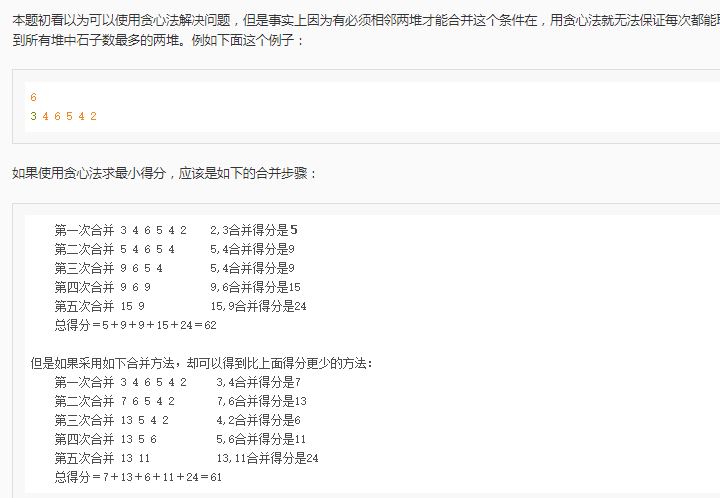 本题初看以为可以使用贪心法解决问题，但是事实上因为有必须相邻两堆才能合并这个条件在，用贪心法就无法保证每次都能
到所有堆中石子数最多的两堆。例如下面这个例子：
6
3 4 6 5 4 2
如果使用贪心法求最小得分，应该是如下的合并步骤：
第一次合并 3 4 6 5 4 2 2,3合并得分是5
第二次合并 5 4 6 5 4 5,4合并得分是9
第三次合并 9 6 5 4 5,4合并得分是9
第四次合并 9 6 9 9,6合并得分是15
第五次合并 15 9 15,9合并得分是24
总得分＝5＋9＋9＋15＋24＝62
但是如果采用如下合并方法，却可以得到比上面得分更少的方法：
第一次合并 3 4 6 5 4 2 3,4合并得分是7
第二次合并 7 6 5 4 2 7,6合并得分是13
第三次合并 13 5 4 2 4,2合并得分是6
第四次合并 13 5 6 5,6合并得分是11
第五次合并 13 11 13,11合并得分是24
总得分＝7＋13＋6＋11＋24＝61